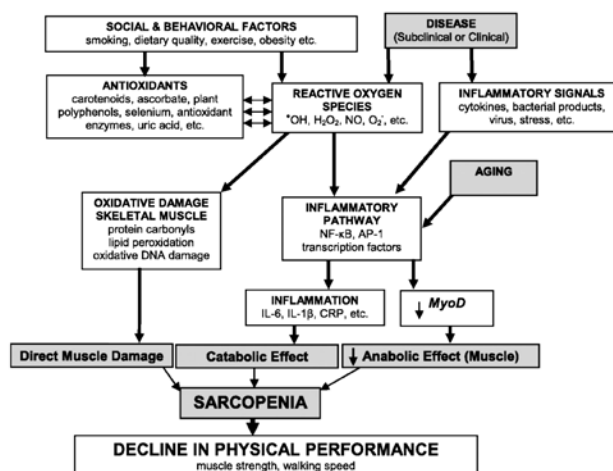 SOCIAL & BEHAVIORAL FACTORS
smoking, dietary quality, exercise, obesity etc.
DISEASE
(Subclinical or Clinical)
ANTIOXIDANTS
carotenoids, ascorbate, plant
polyphenols, selenium, antioxidant
enzymes, uric acid, etc.
REACTIVE OXYGEN
SPECIES
•OH, H₂O₂, NO, O₂⁻, etc.
INFLAMMATORY SIGNALS
cytokines, bacterial products,
virus, stress, etc.
AGING
OXIDATIVE DAMAGE
SKELETAL MUSCLE
protein carbonyls
lipid peroxidation
oxidative DNA damage
INFLAMMATORY
PATHWAY
NF-κB, AP-1
transcription factors
INFLAMMATION
IL-6, IL-1β, CRP, etc.
↓ MyoD
Direct Muscle Damage
Catabolic Effect
↓ Anabolic Effect (Muscle)
SARCOPENIA
DECLINE IN PHYSICAL PERFORMANCE
muscle strength, walking speed